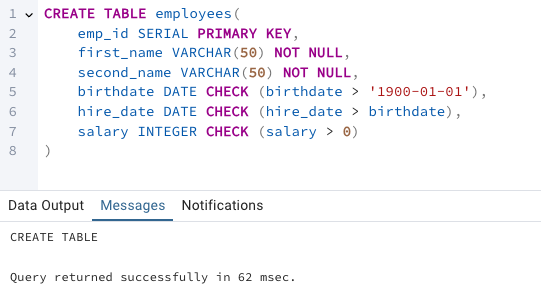 1 CREATE TABLE employees(
2     emp_id SERIAL PRIMARY KEY,
3     first_name VARCHAR(50) NOT NULL,
4     second_name VARCHAR(50) NOT NULL,
5     birthdate DATE CHECK (birthdate > '1900-01-01'),
6     hire_date DATE CHECK (hire_date > birthdate),
7     salary INTEGER CHECK (salary > 0)
8 )
Data Output Messages Notifications
CREATE TABLE
Query returned successfully in 62 msec.